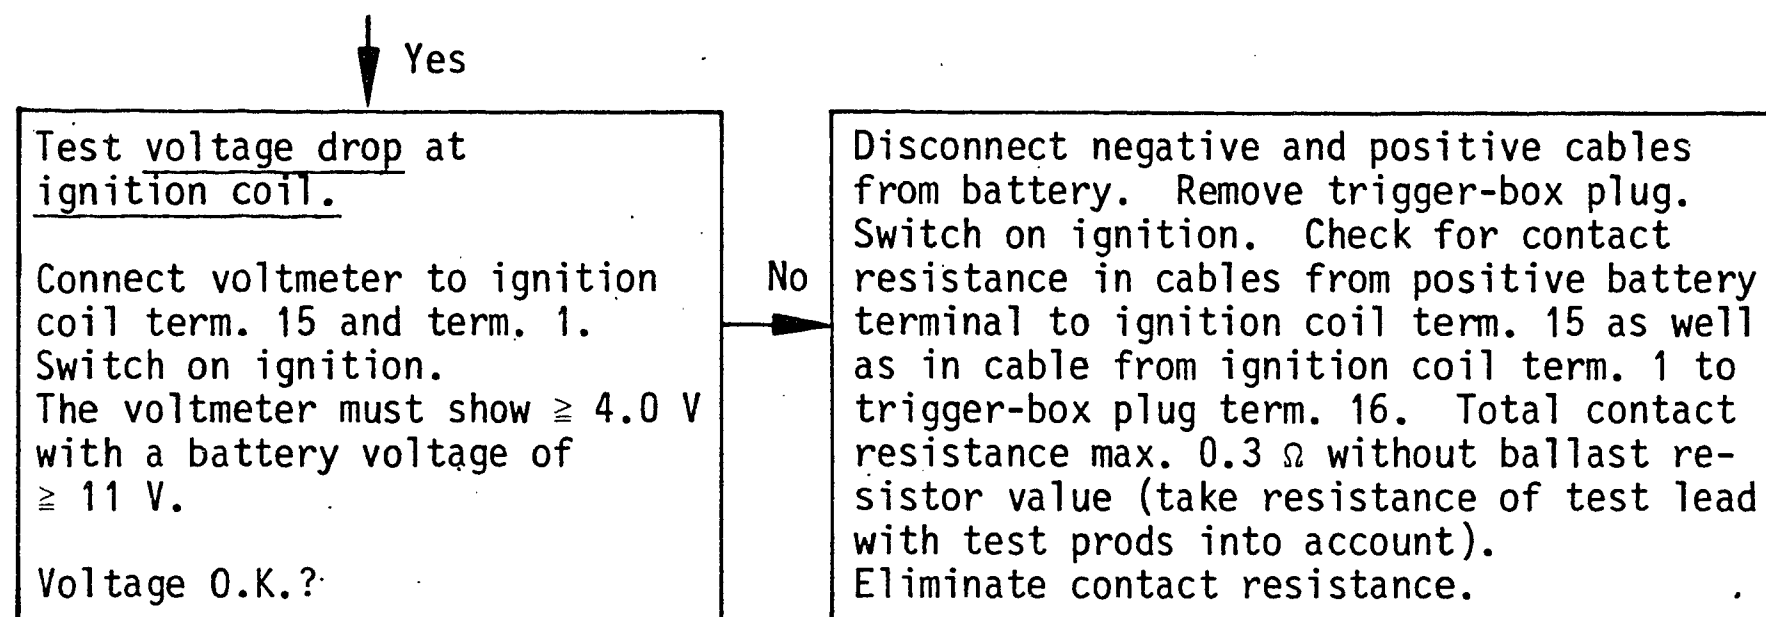 Yes
Test voltage drop at
ignition coil.
Connect voltmeter to ignition
coil term. 15 and term. 1.
Switch on ignition.
The voltmeter must show ≧ 4.0 V
with a battery voltage of
≧ 11 V.
Voltage O.K.?
No
Disconnect negative and positive cables
from battery. Remove trigger-box plug.
Switch on ignition. Check for contact
resistance in cables from positive battery
terminal to ignition coil term. 15 as well
as in cable from ignition coil term. 1 to
trigger-box plug term. 16. Total contact
resistance max. 0.3 Ω without ballast re-
sistor value (take resistance of test lead
with test prods into account).
Eliminate contact resistance.